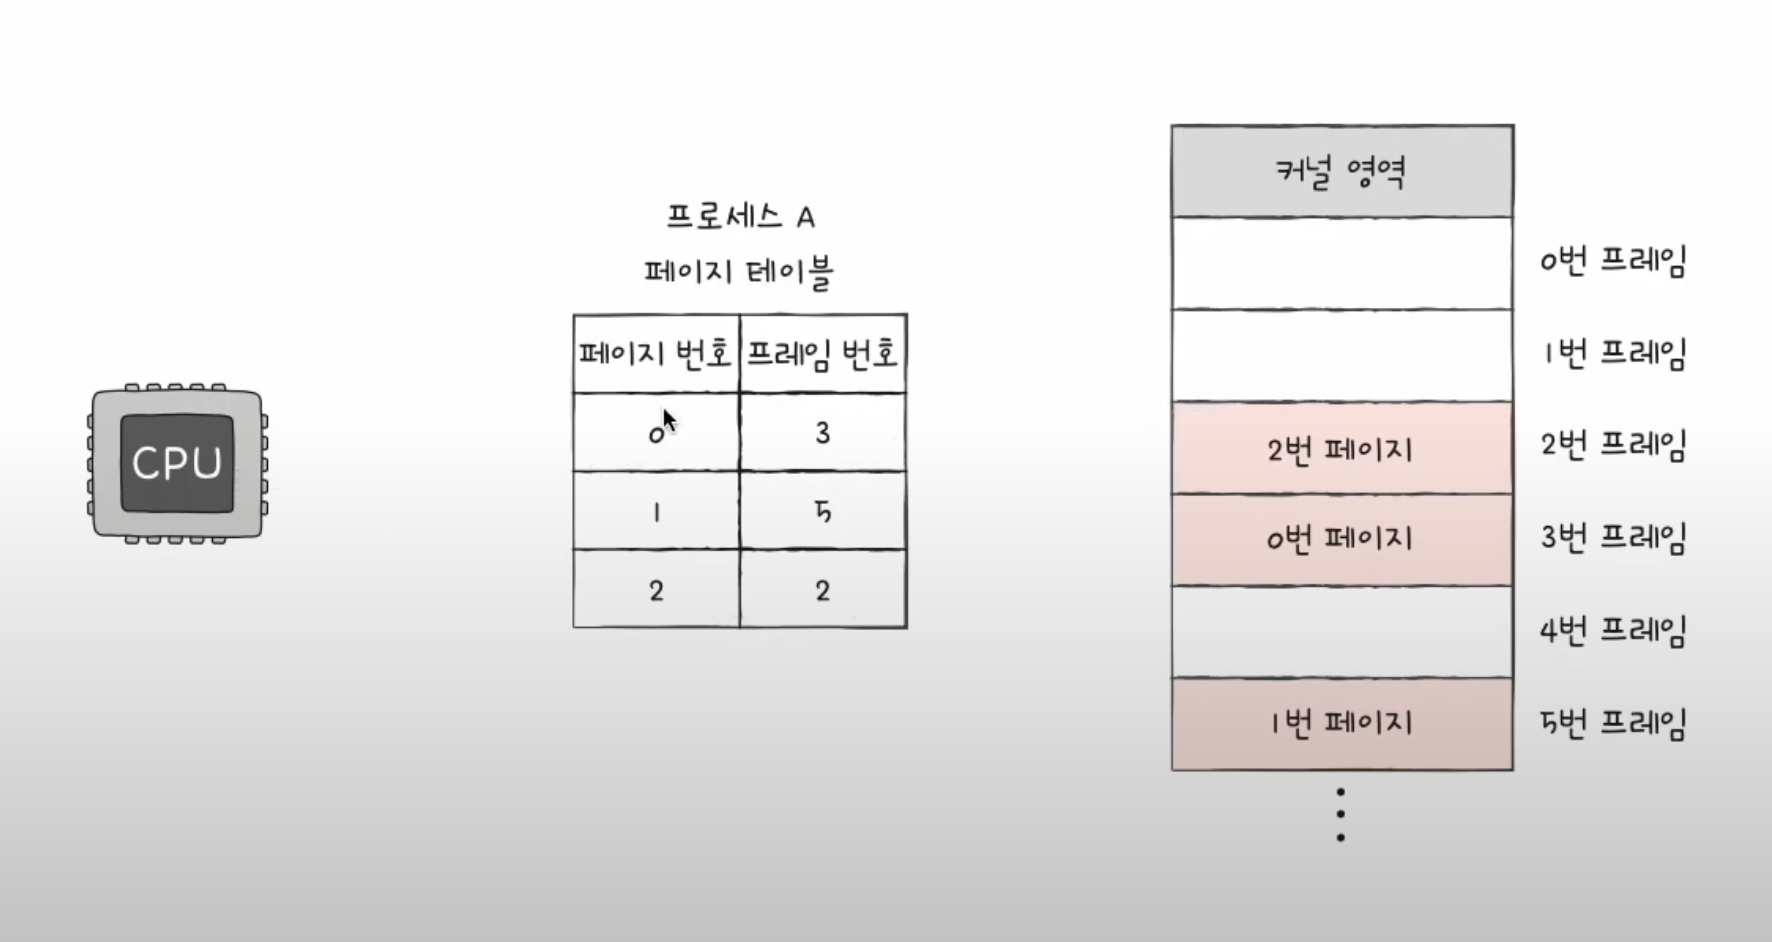 CPU
프로세스 A
페이지 테이블
페이지 번호 프레임 번호
0 3
1 5
2 2
커널 영역
0번 프레임
1번 프레임
2번 페이지 2번 프레임
0번 페이지 3번 프레임
4번 프레임
1번 페이지 5번 프레임